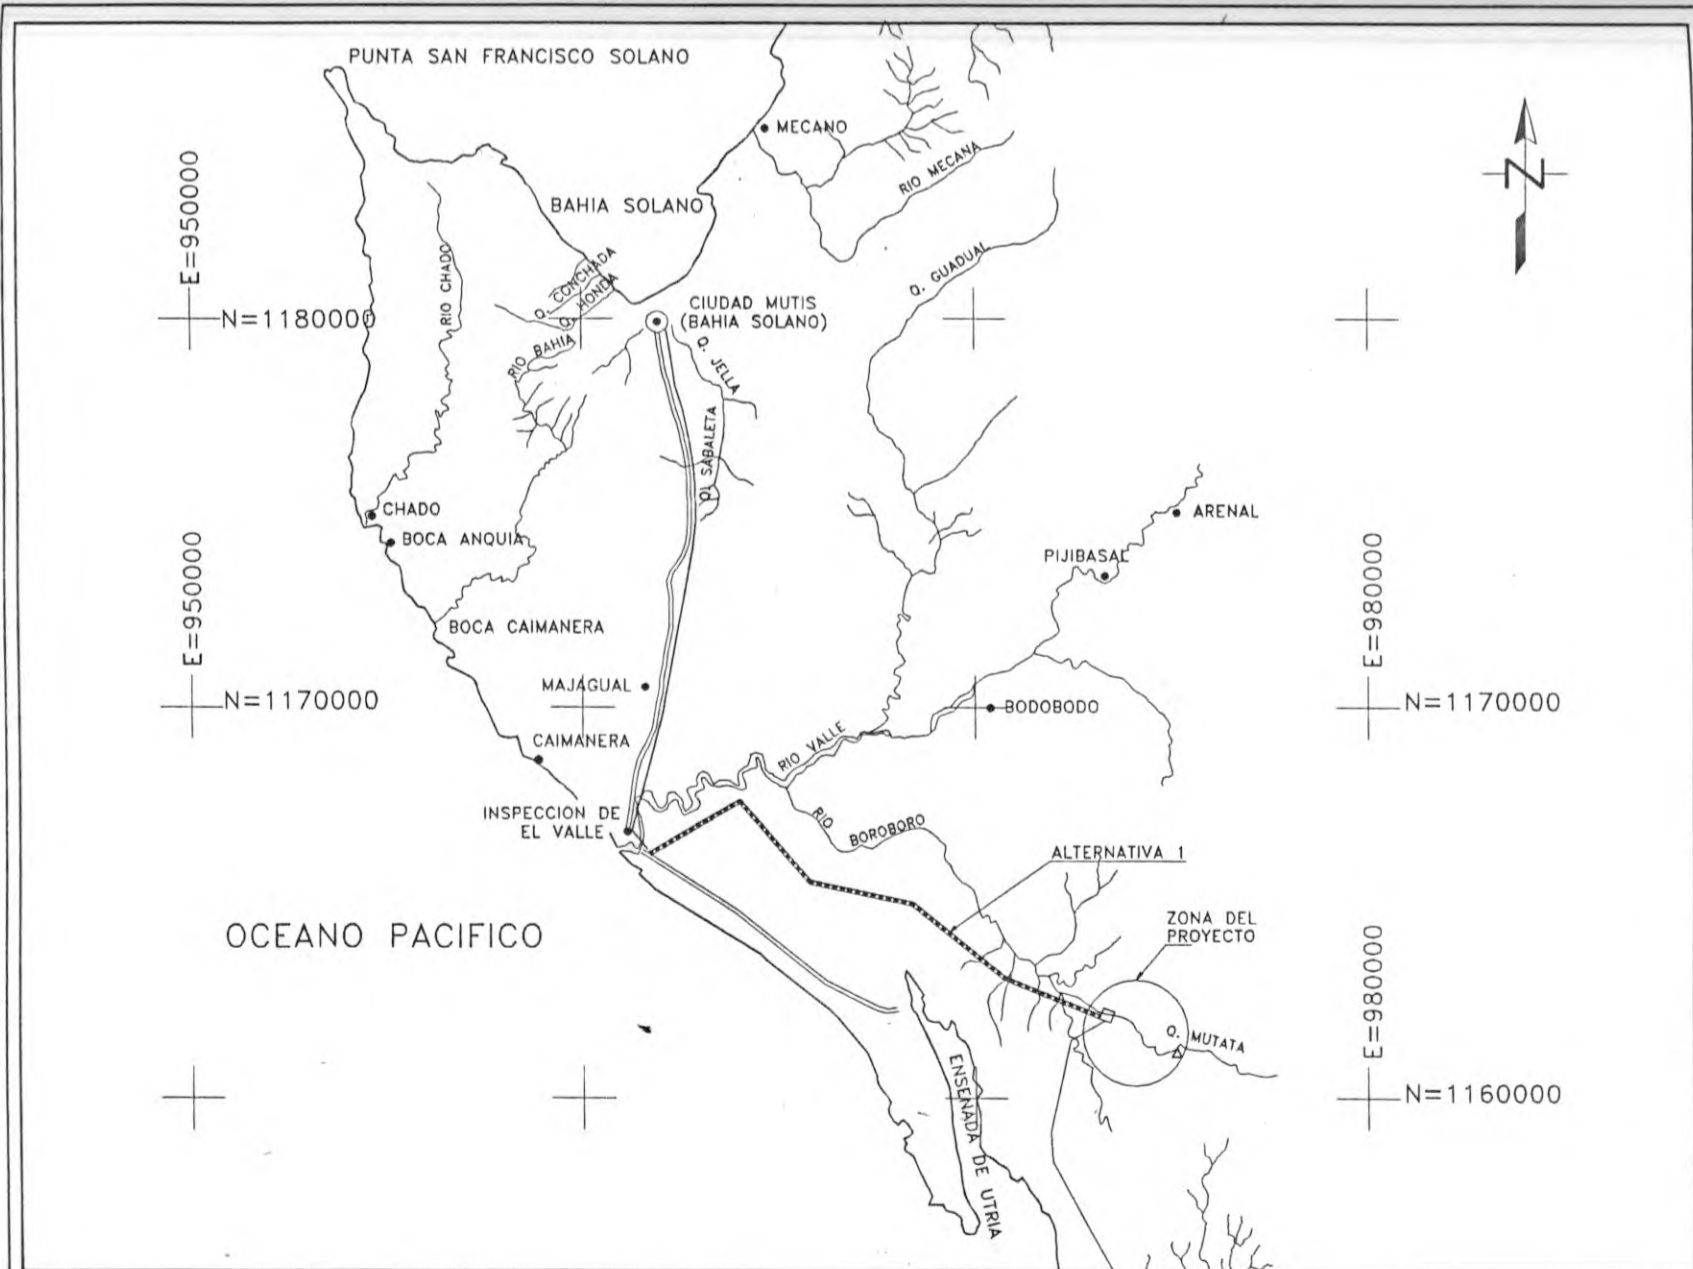 PUNTA SAN FRANCISCO SOLANO
MECANO
RIO MECANA
E=950000
BAHIA SOLANO
RIO CHADO
Q. CONCHADA
Q. HONDA
Q. GUADUAL
N=1180000
CIUDAD MUTIS
(BAHIA SOLANO)
RIO BAHIA
Q. JELLA
Q. SABALETA
CHADO
BOCA ANQUIA
ARENAL
PIJIBASAL
E=950000
E=9800000
BOCA CAIMANERA
MAJAGUAL
N=1170000
BODOBODO
N=1170000
CAIMANERA
RIO VALLE
INSPECCION DE
EL VALLE
RIO BOROBORO
ALTERNATIVA 1
ZONA DEL
PROYECTO
OCEANO PACIFICO
E=980000
Q. MUTATA
ENSENADA DE UTRIA
N=1160000
Z